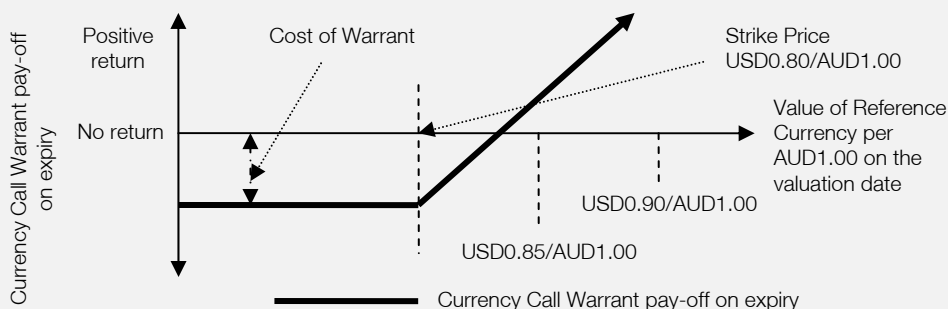 Currency Call Warrant pay-off
on expiry
Positive
return
Cost of Warrant
Strike Price
USD0.80/AUD1.00
No return
Value of Reference
Currency per
AUD1.00 on the
valuation date
USD0.90/AUD1.00
USD0.85/AUD1.00
Currency Call Warrant pay-off on expiry